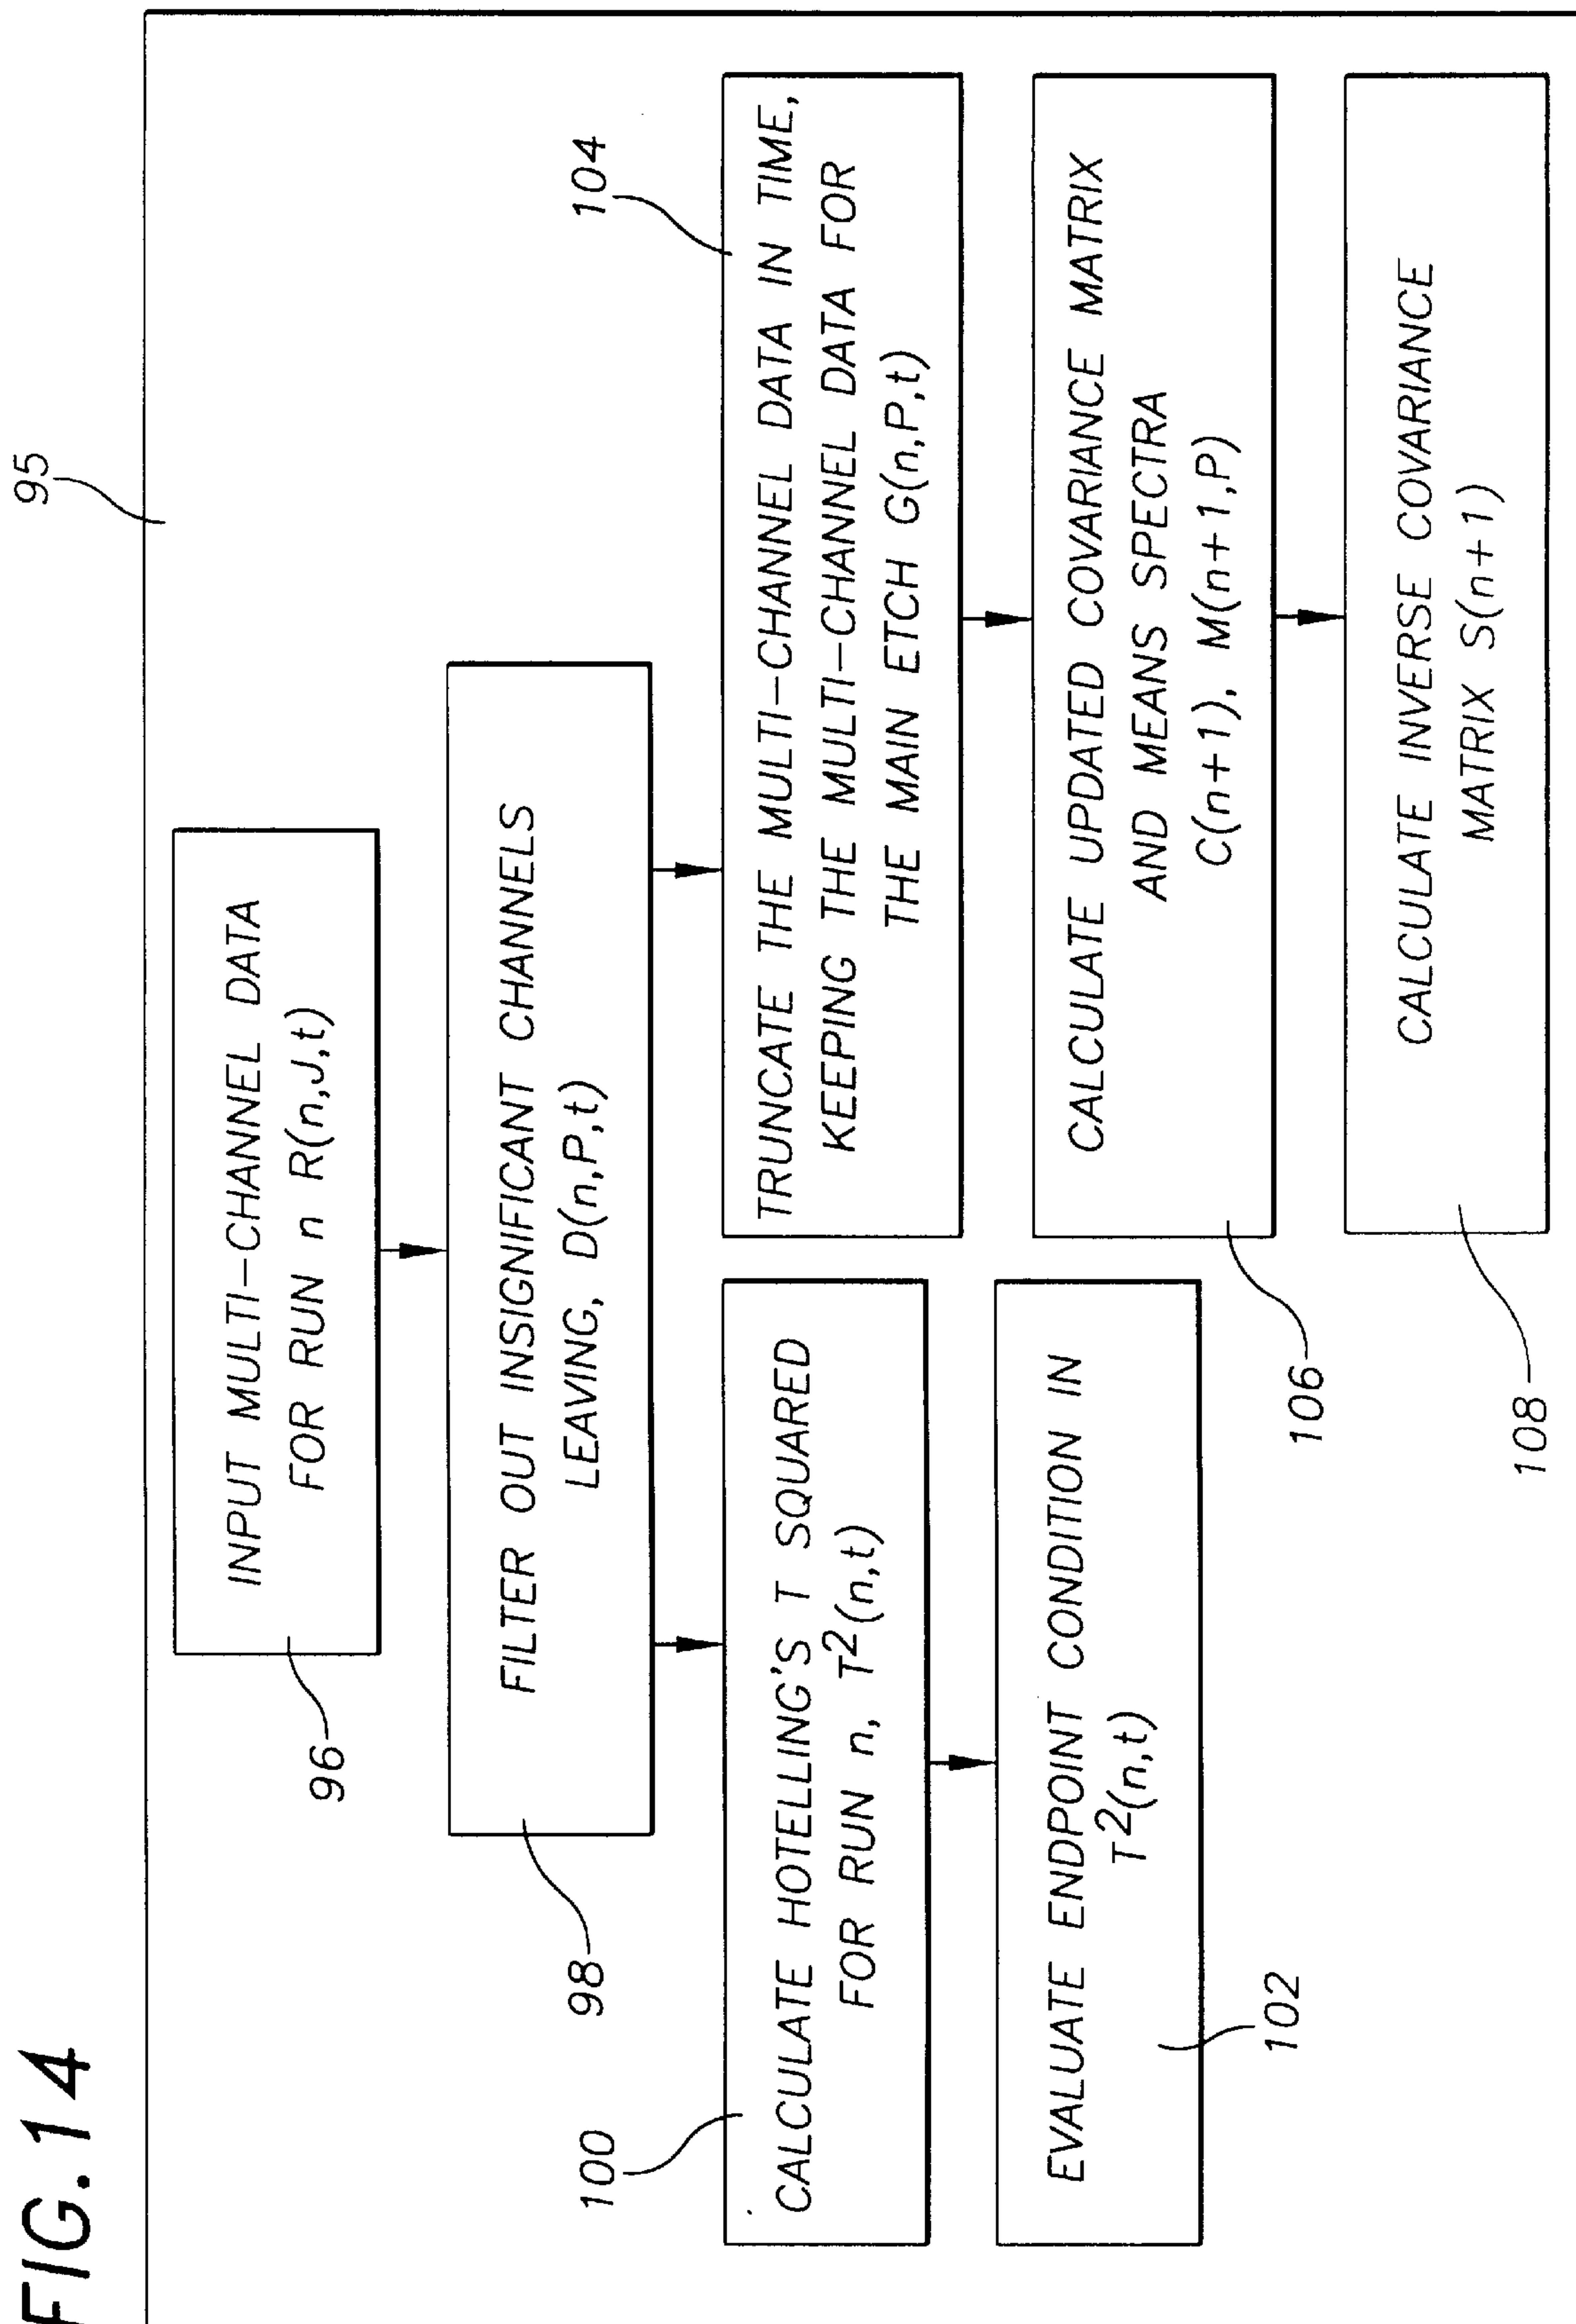 FIG.14
95
INPUT MULTI-CHANNEL DATA
FOR RUN n R(n,J,t)
96
FILTER OUT INSIGNIFICANT CHANNELS
LEAVING, D(n,P,t)
98
100
CALCULATE HOTELLING'S T SQUARED
FOR RUN n, T²(n,t)
EVALUATE ENDPOINT CONDITION IN
T²(n,t)
102
104
TRUNCATE THE MULTI-CHANNEL DATA IN TIME,
KEEPING THE MULTI-CHANNEL DATA FOR
THE MAIN ETCH G(n,P,t)
CALCULATE UPDATED COVARIANCE MATRIX
AND MEANS SPECTRA
C(n+1), M(n+1,P)
106
CALCULATE INVERSE COVARIANCE
MATRIX S(n+1)
108